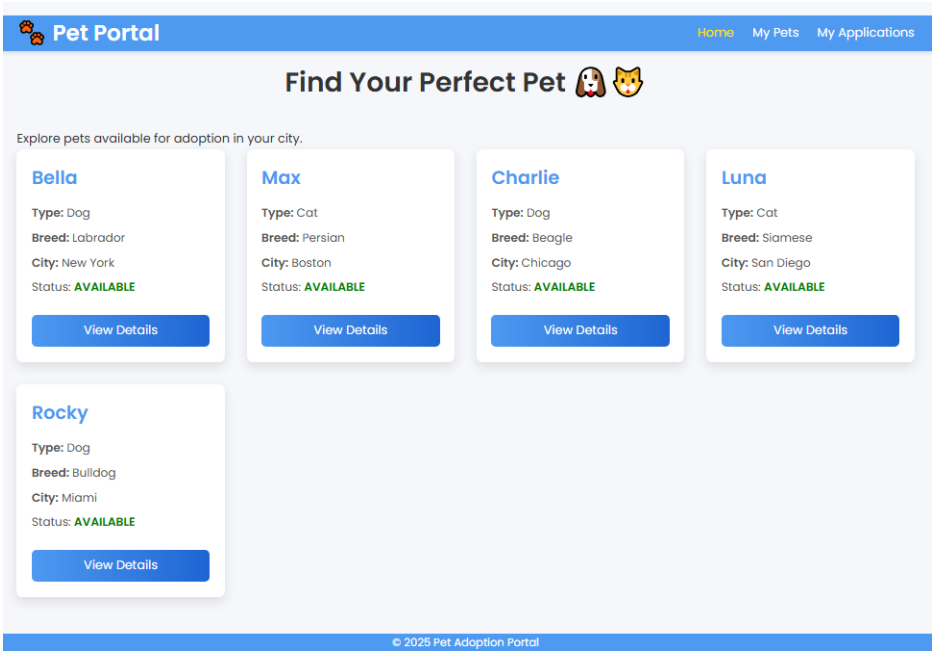 Pet Portal
Home My Pets My Applications
Find Your Perfect Pet
Explore pets available for adoption in your city.
Bella
Type: Dog
Breed: Labrador
City: New York
Status: AVAILABLE
View Details
Max
Type: Cat
Breed: Persian
City: Boston
Status: AVAILABLE
View Details
Charlie
Type: Dog
Breed: Beagle
City: Chicago
Status: AVAILABLE
View Details
Luna
Type: Cat
Breed: Siamese
City: San Diego
Status: AVAILABLE
View Details
Rocky
Type: Dog
Breed: Bulldog
City: Miami
Status: AVAILABLE
View Details
© 2025 Pet Adoption Portal